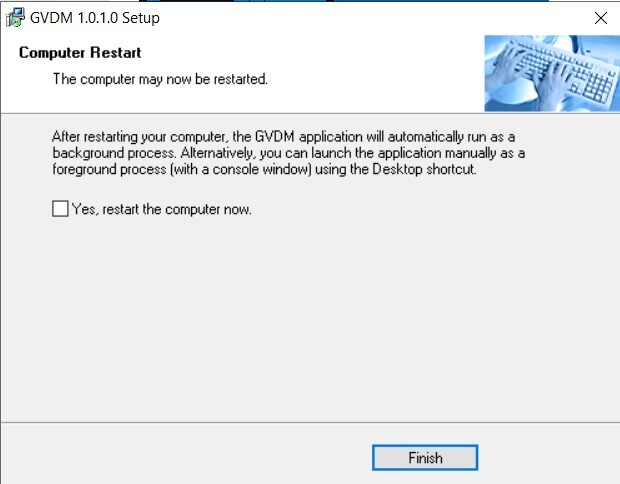 GVDM 1.0.1.0 Setup
Computer Restart
The computer may now be restarted.
After restarting your computer, the GVDM application will automatically run as a
background process. Alternatively, you can launch the application manually as a
foreground process (with a console window) using the Desktop shortcut.
Yes, restart the computer now.
Finish